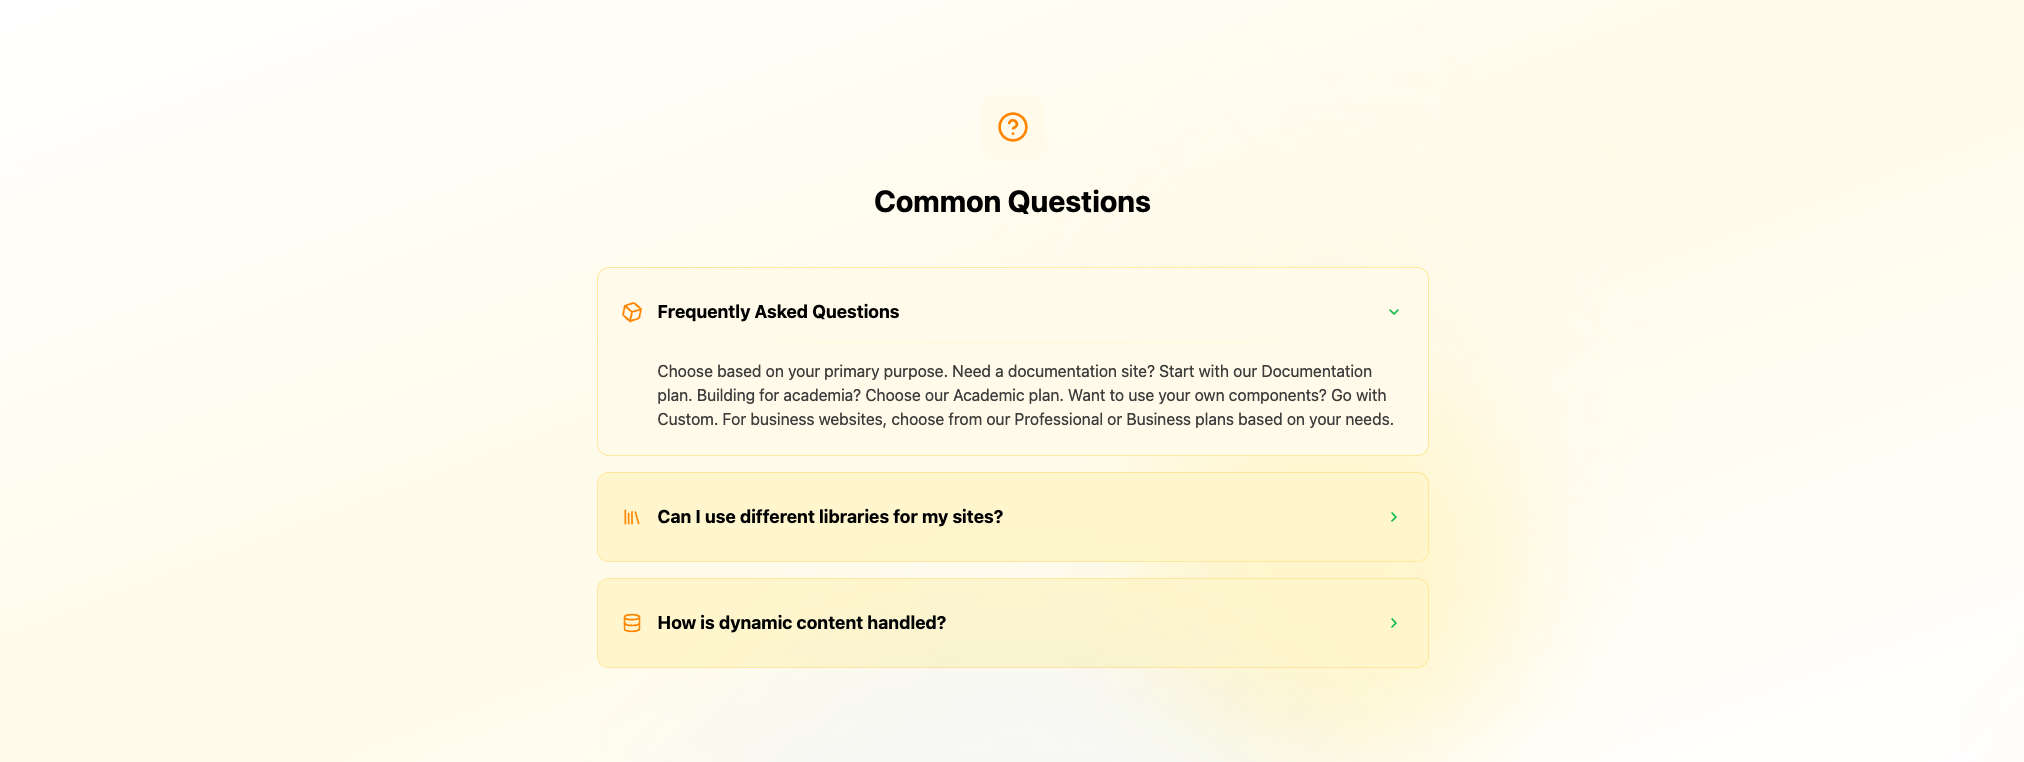 Common Questions
Frequently Asked Questions
Choose based on your primary purpose. Need a documentation site? Start with our Documentation
plan. Building for academia? Choose our Academic plan. Want to use your own components? Go with
Custom. For business websites, choose from our Professional or Business plans based on your needs.
Can I use different libraries for my sites?
How is dynamic content handled?